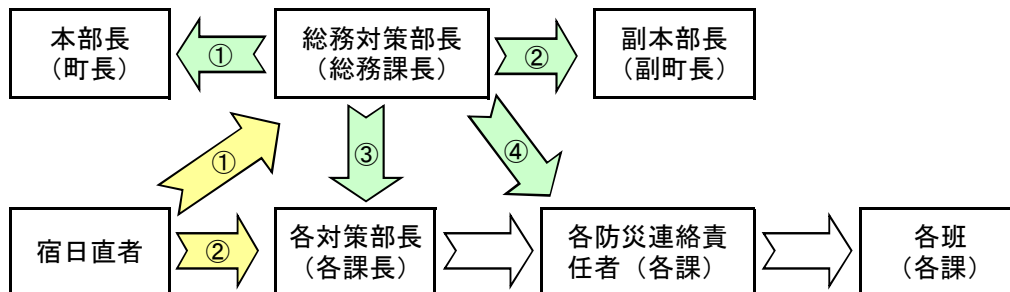 本部長
（町長）
①
総務対策部長
（総務課長）
②
副本部長
（副町長）
①
③
④
宿日直者
②
各対策部長
（各課長）
各防災連絡責
任者（各課）
各班
（各課）